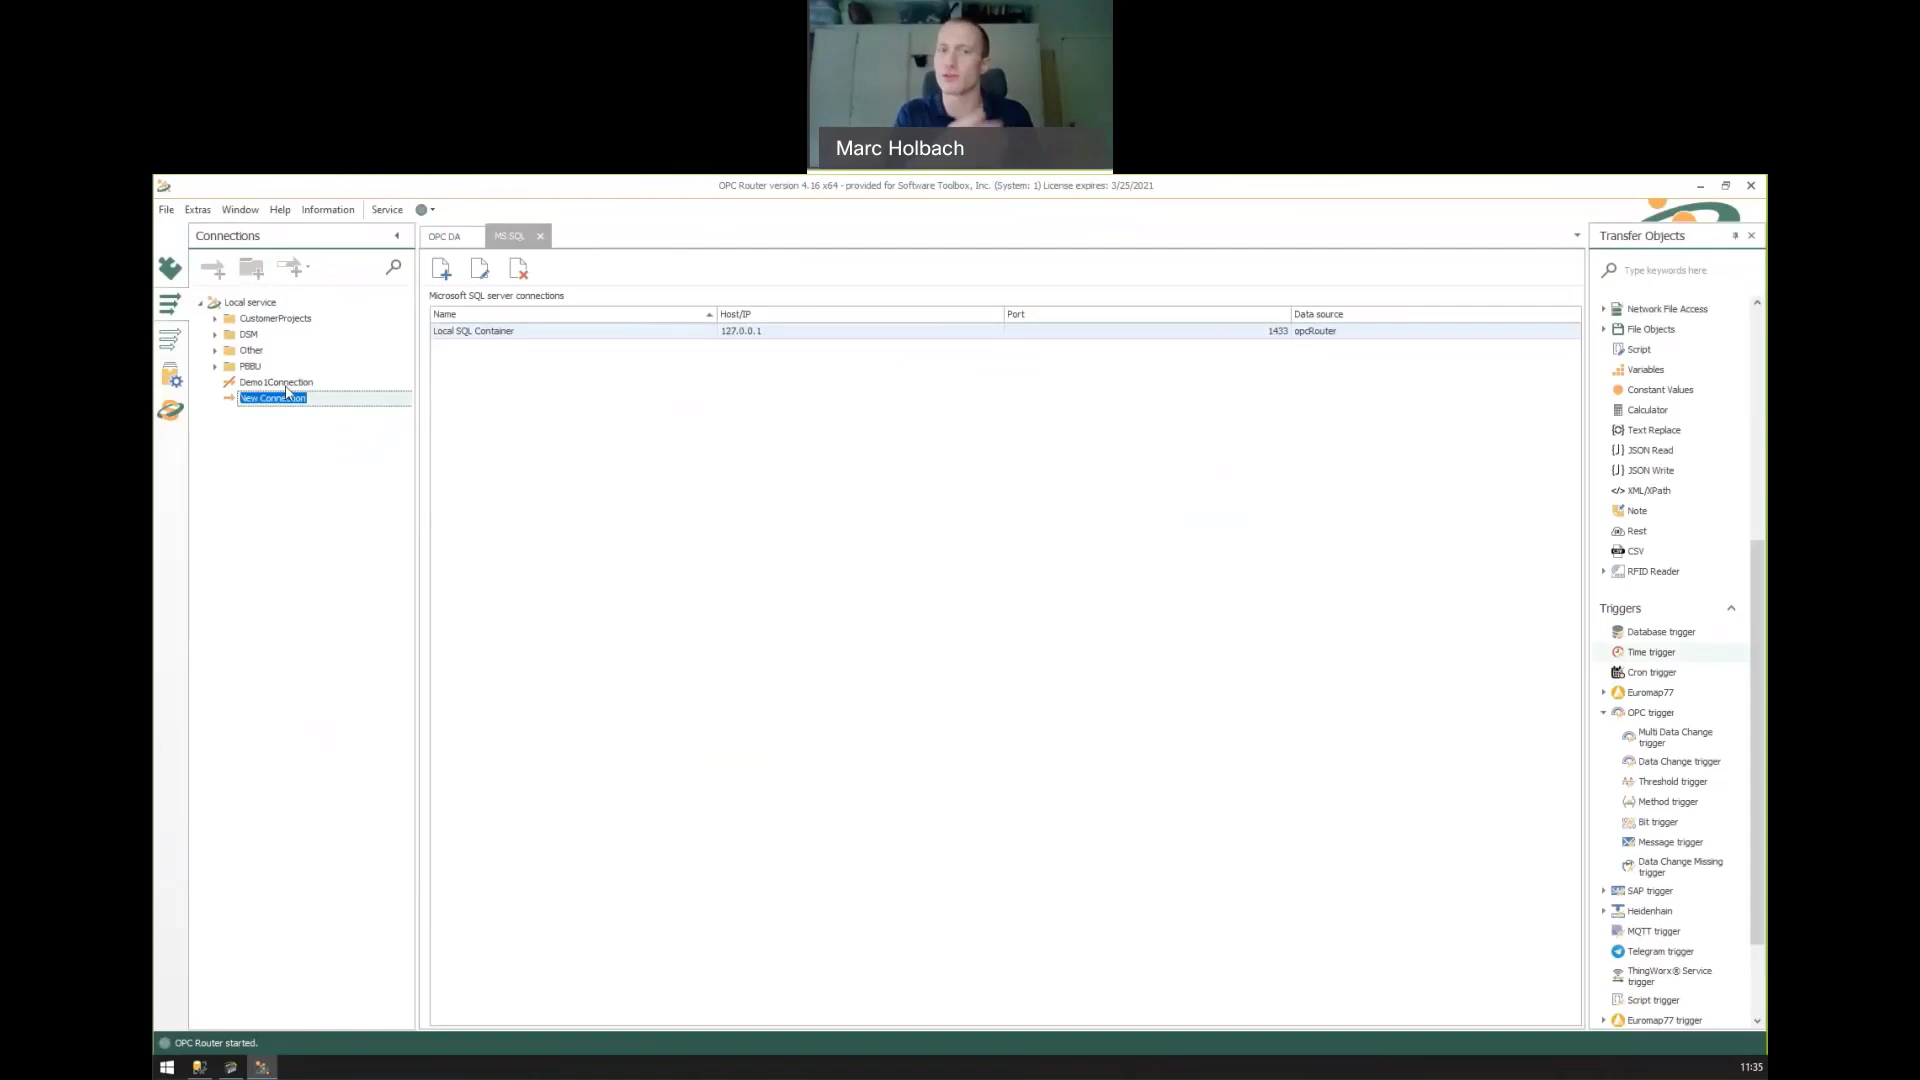 Marc Holbach
OPC Router version 4.16 x64 - provided for Software Toolbox, Inc. (System: 1) License expires: 3/25/2021
File Extras Window Help Information Service
Connections
OPC DA
MS SQL
Transfer Objects
Type keywords here
Local service
CustomerProjects
DSM
Other
PBBU
Demo1Connection
New Connection
Microsoft SQL server connections
Name Host/IP Port Data source
Local SQL Container 127.0.0.1 1433 opcRouter
Network File Access
File Objects
Script
Variables
Constant Values
Calculator
Text Replace
JSON Read
JSON Write
XML/XPath
Note
Rest
CSV
RFID Reader
Triggers
Database trigger
Time trigger
Cron trigger
Euromap77
OPC trigger
Multi Data Change
trigger
Data Change trigger
Threshold trigger
Method trigger
Bit trigger
Message trigger
Data Change Missing
trigger
SAP trigger
Heidenhain
MQTT trigger
Telegram trigger
ThingWorx® Service
trigger
Script trigger
Euromap77 trigger
OPC Router started.
11:35